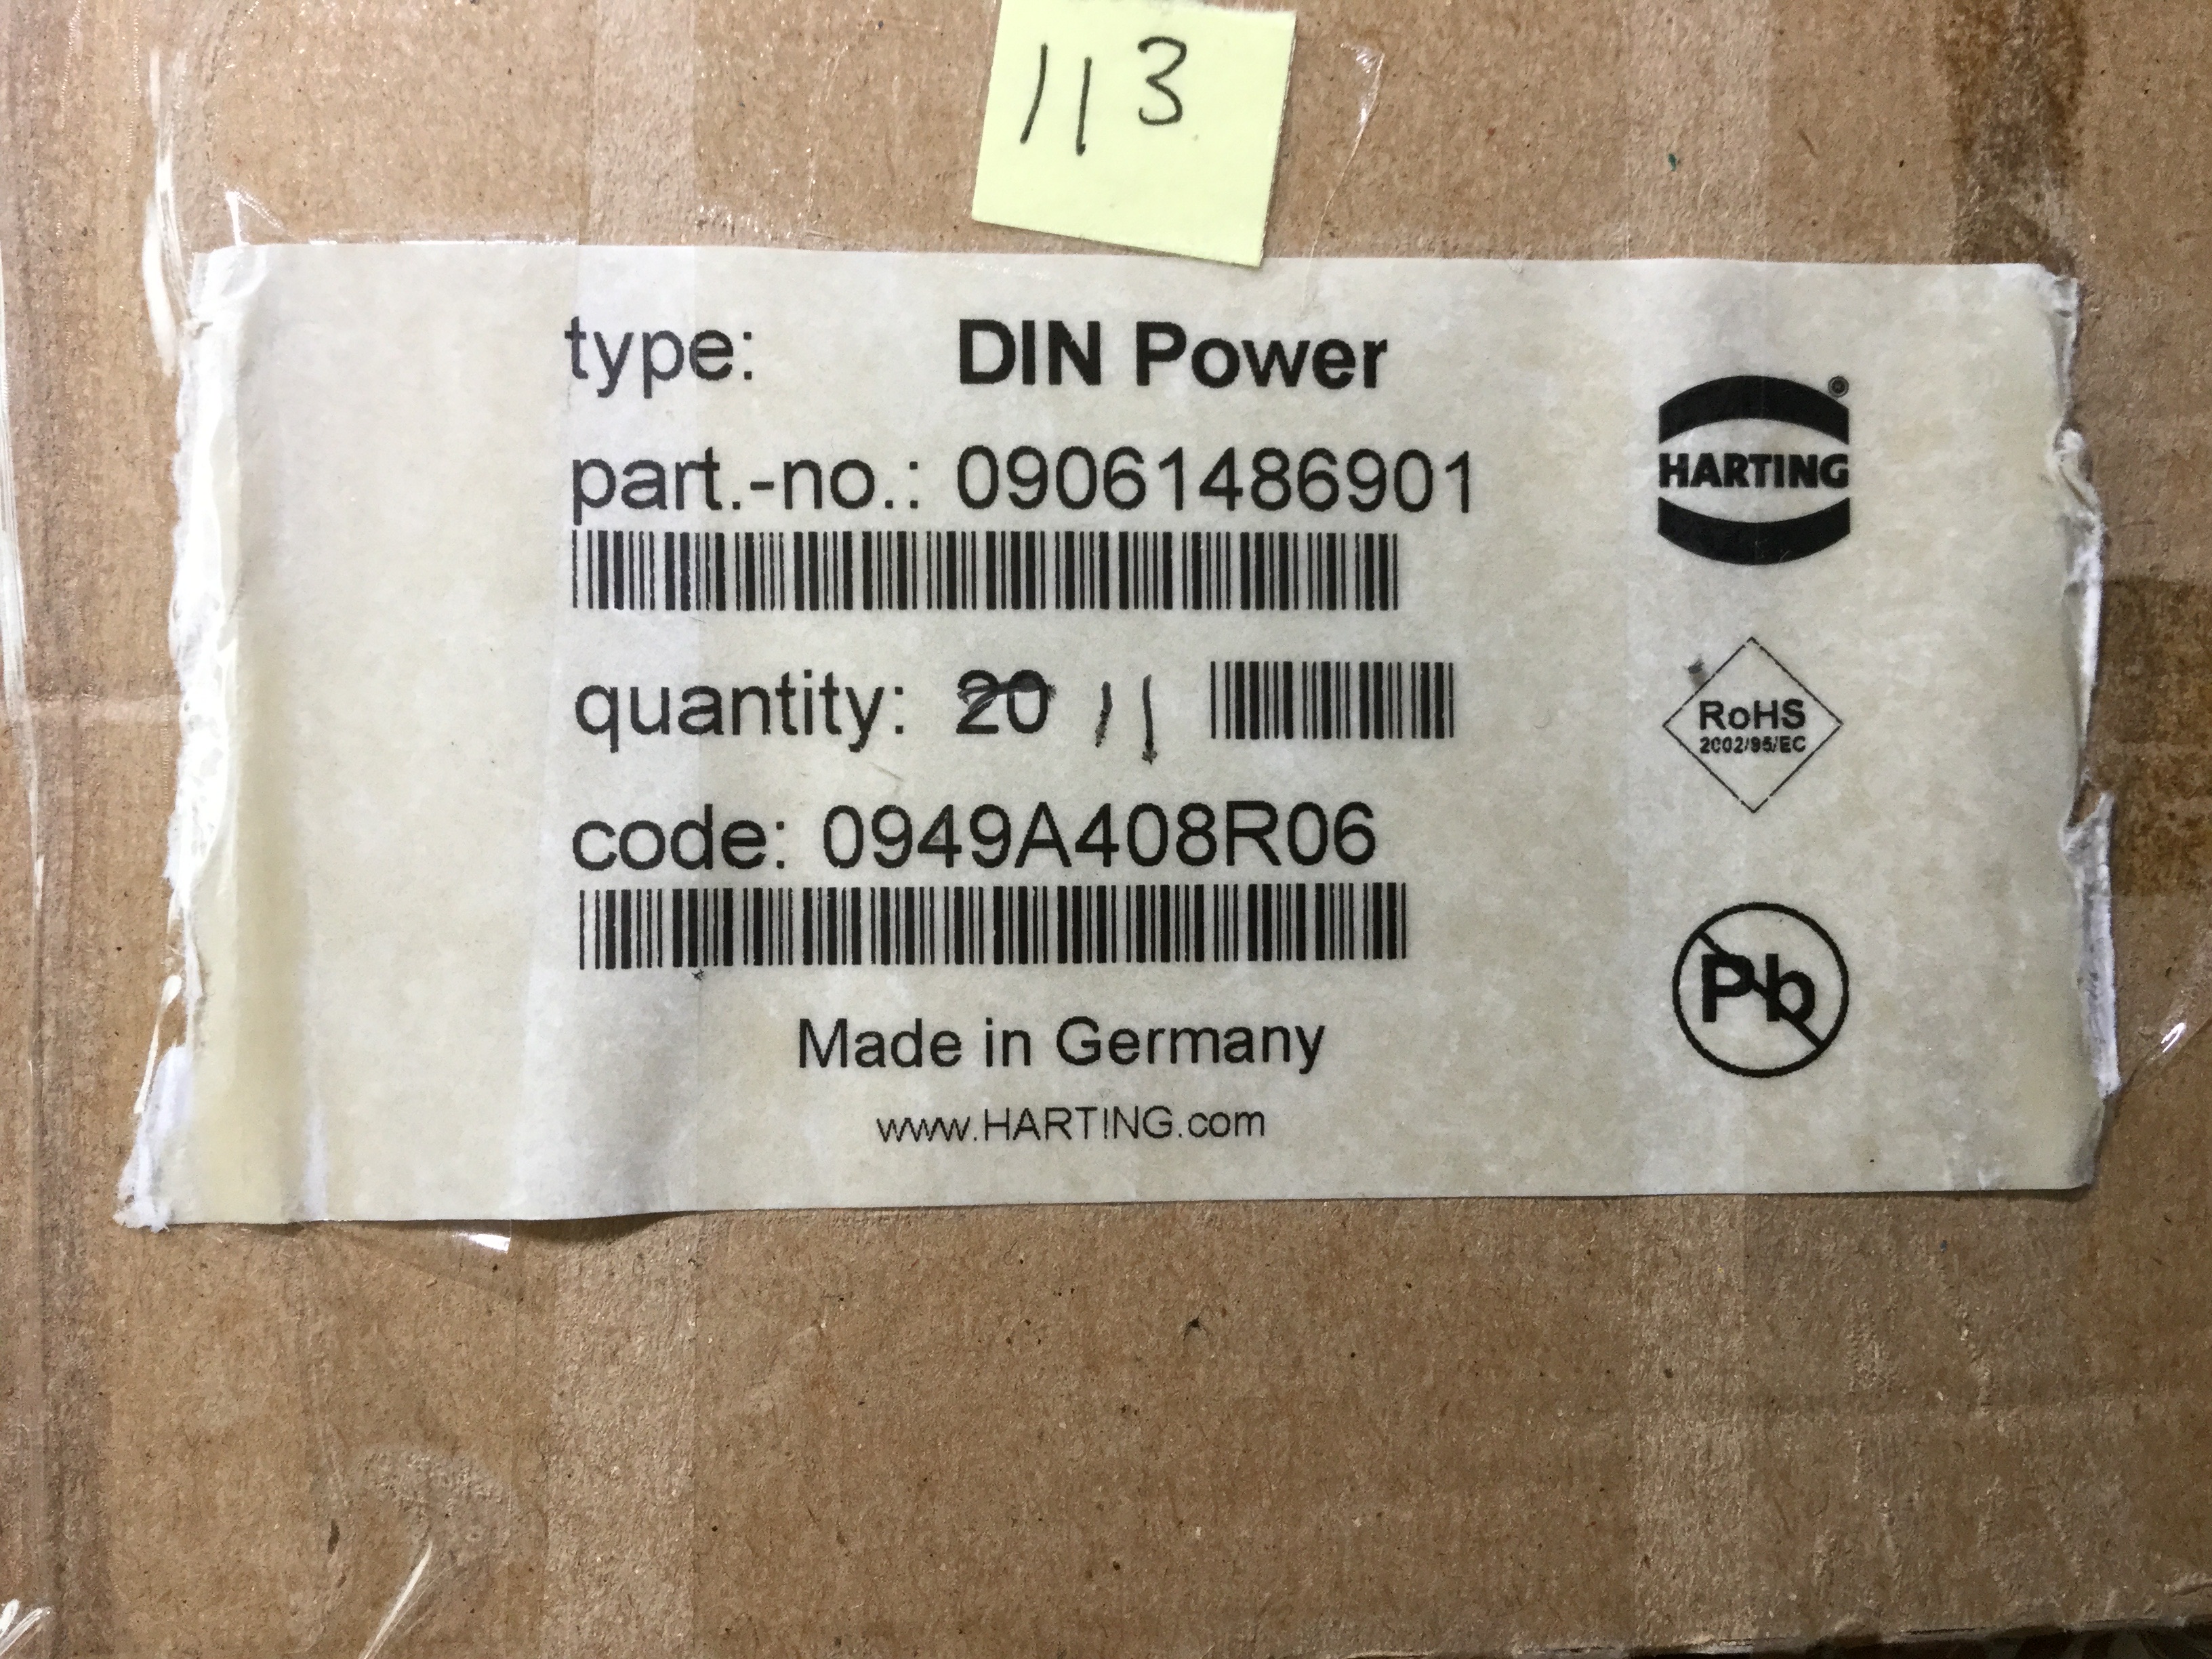 113
type: DIN Power
part.-no.: 09061486901
HARTING
quantity: 20 11
RoHS
2002/95/EC
code: 0949A408R06
Pb
Made in Germany
www.HARTING.com